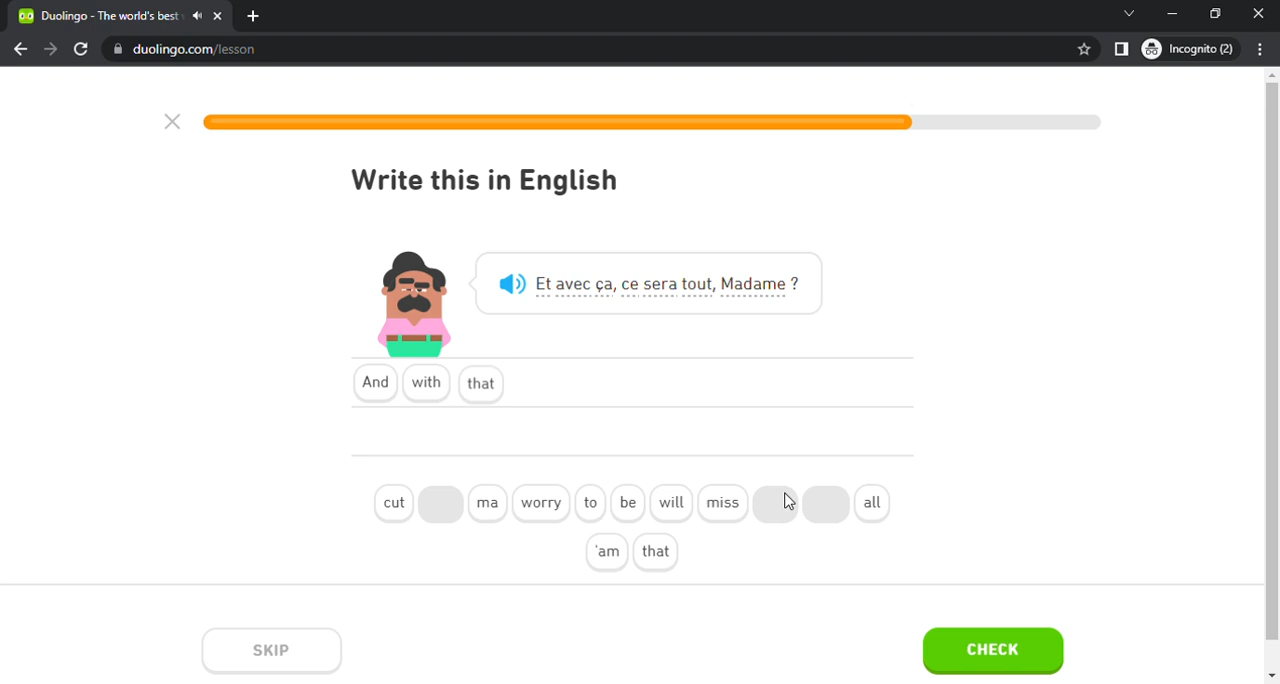 Duolingo - The world's best
duolingo.com/lesson
Incognito (2)
Write this in English
Et avec ça, ce sera tout, Madame ?
And with that
cut ma worry to be will miss all
'am that
SKIP
CHECK